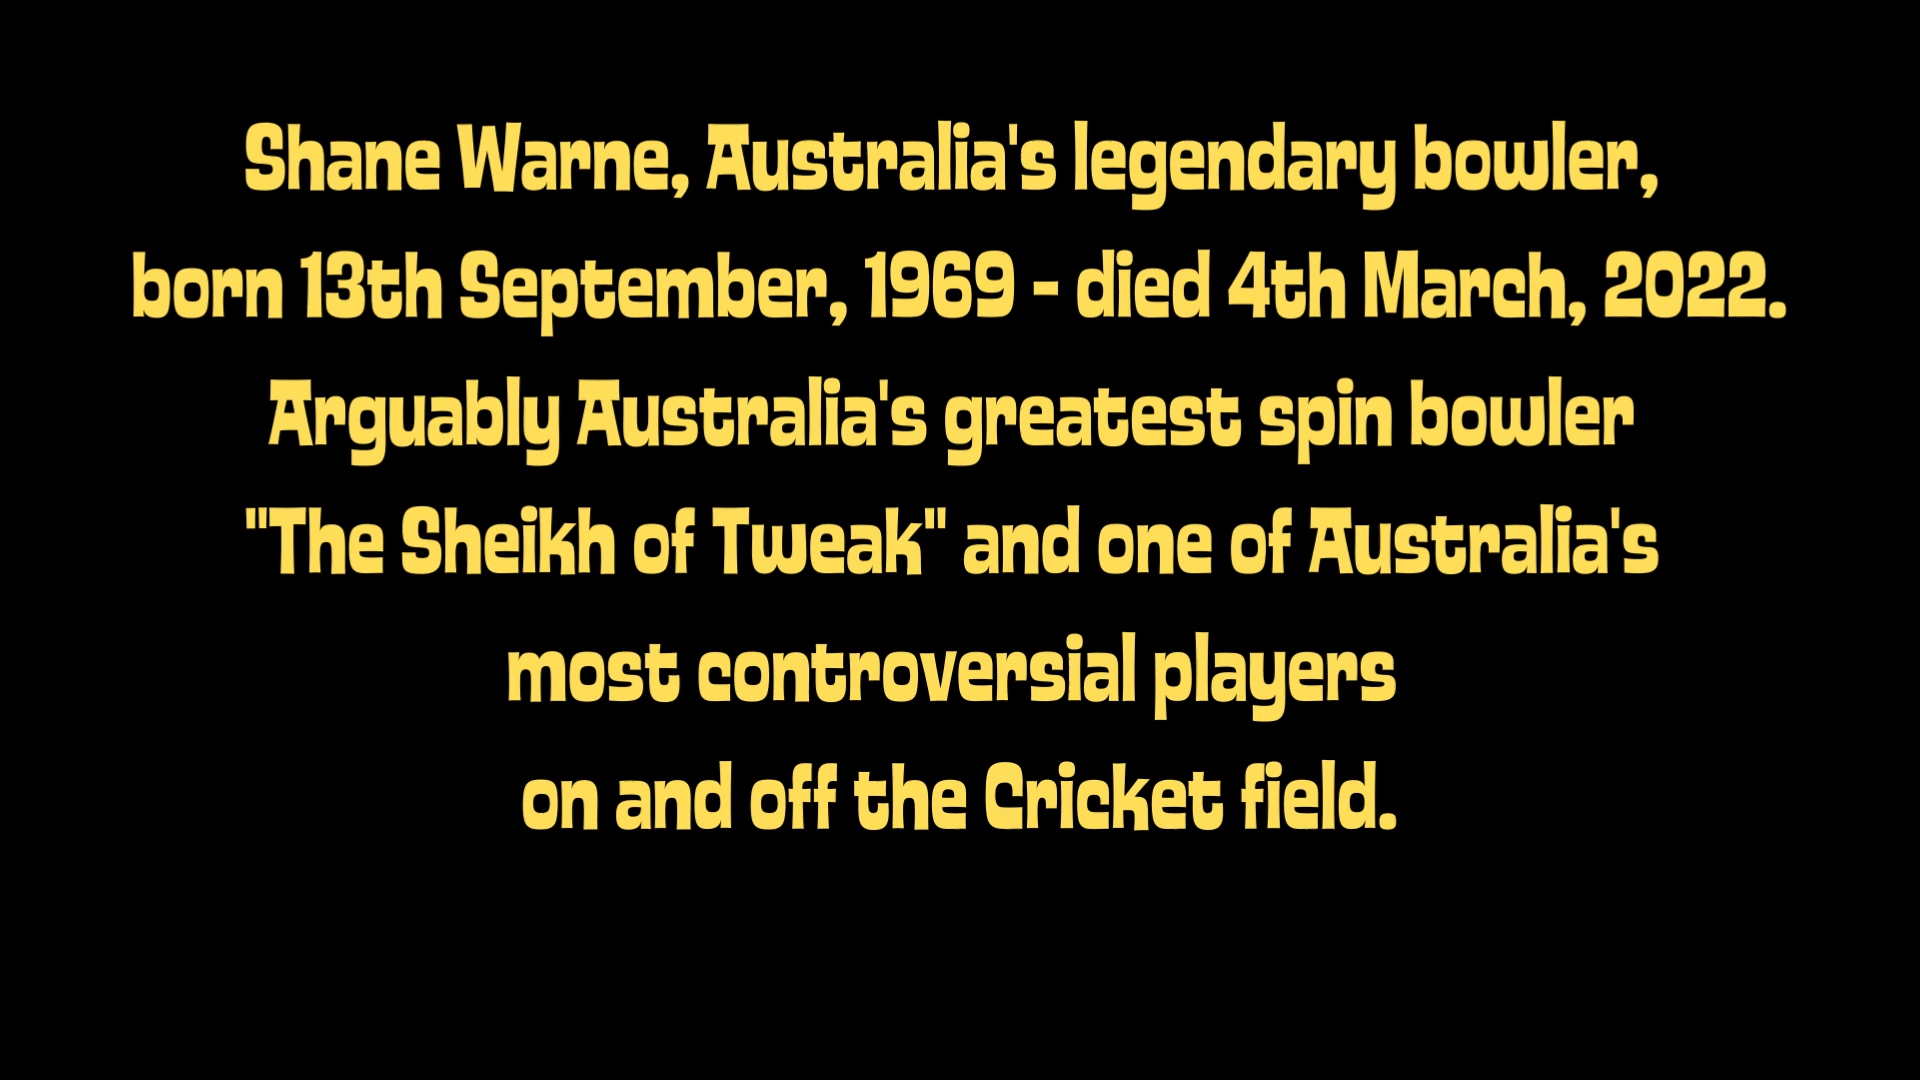 Shane Warne, Australia's legendary bowler,
born 13th September, 1969 - died 4th March, 2022.
Arguably Australia's greatest spin bowler
"The Sheikh of Tweak" and one of Australia's
most controversial players
on and off the Cricket field.